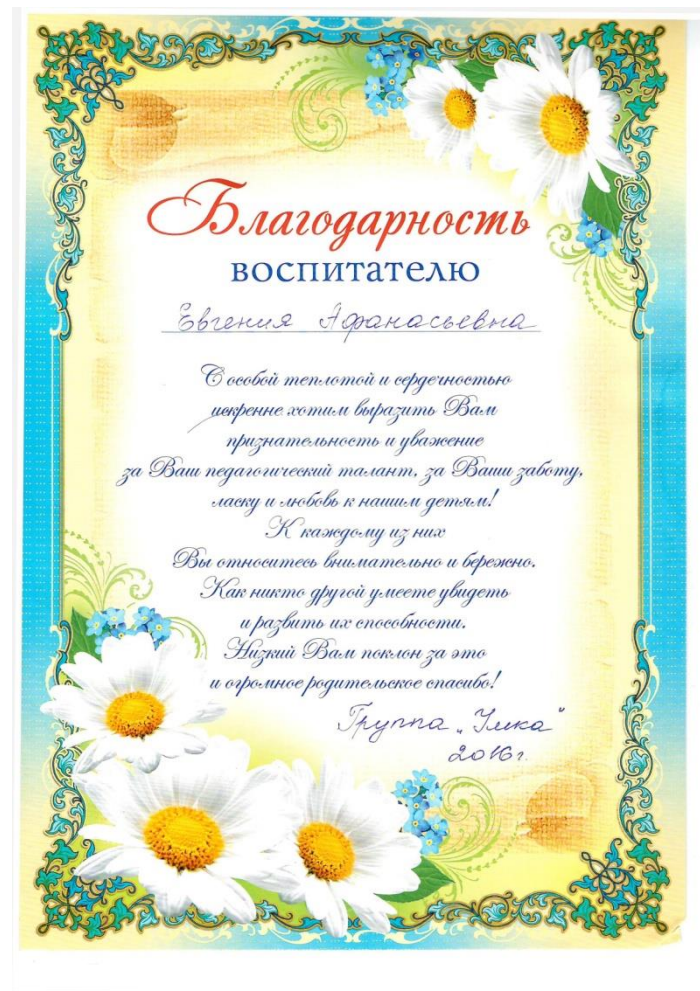 Благодарность
воспитателю
Евгения Афанасьевна
С особой теплотой и сердечностью
искренне хотим выразить Вам
признательность и уважение
за Ваш педагогический талант, за Ваши заботу,
ласку и любовь к нашим детям!
К каждому из них
Вы относитесь внимательно и бережно.
Как никто другой умеете увидеть
и развить их способности.
Низкий Вам поклон за это
и огромное родительское спасибо!
Группа „Умка"
2016г.